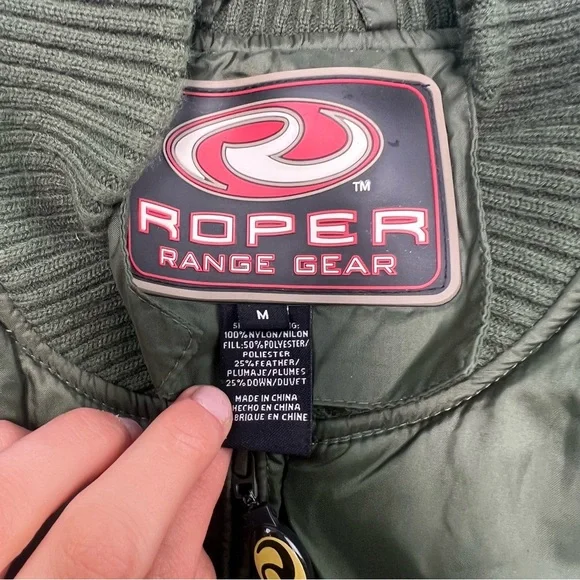 TM
ROPER
RANGE GEAR
M
100%NYLON/NILON
FILL:50%POLYESTER/
POLIESTER
25%FEATHER/
PLUMAJE/PLUMES
25%DOWN/DUVET
MADE IN CHINA
HECHO EN CHINA
FABRIQUE EN CHINE